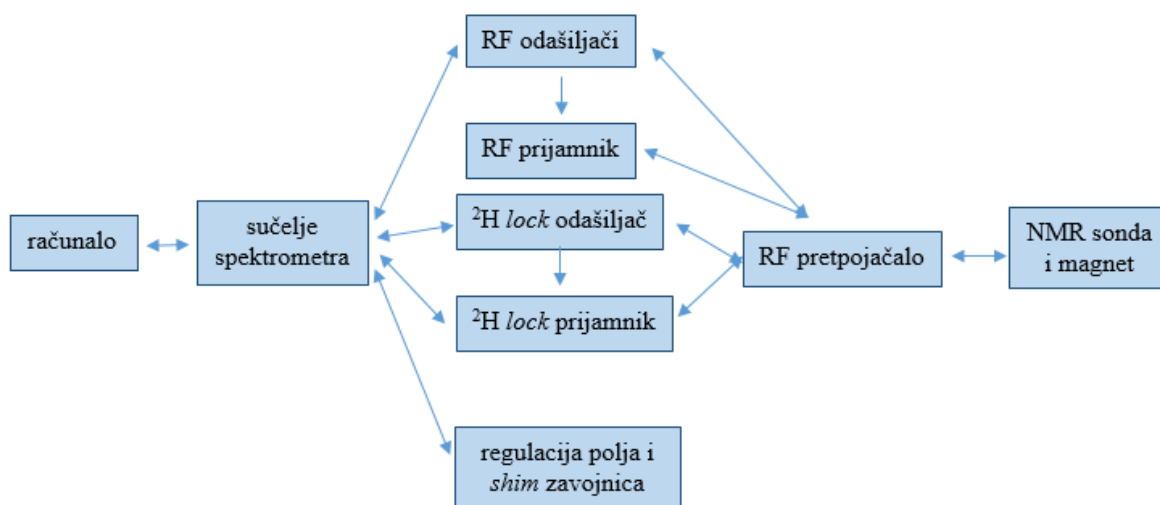 RF odašiljači
RF prijamnik
računalo
sučelje
spektrometra
²H lock odašiljač
RF pretpojačalo
NMR sonda
i magnet
²H lock prijamnik
regulacija polja i
shim zavojnica